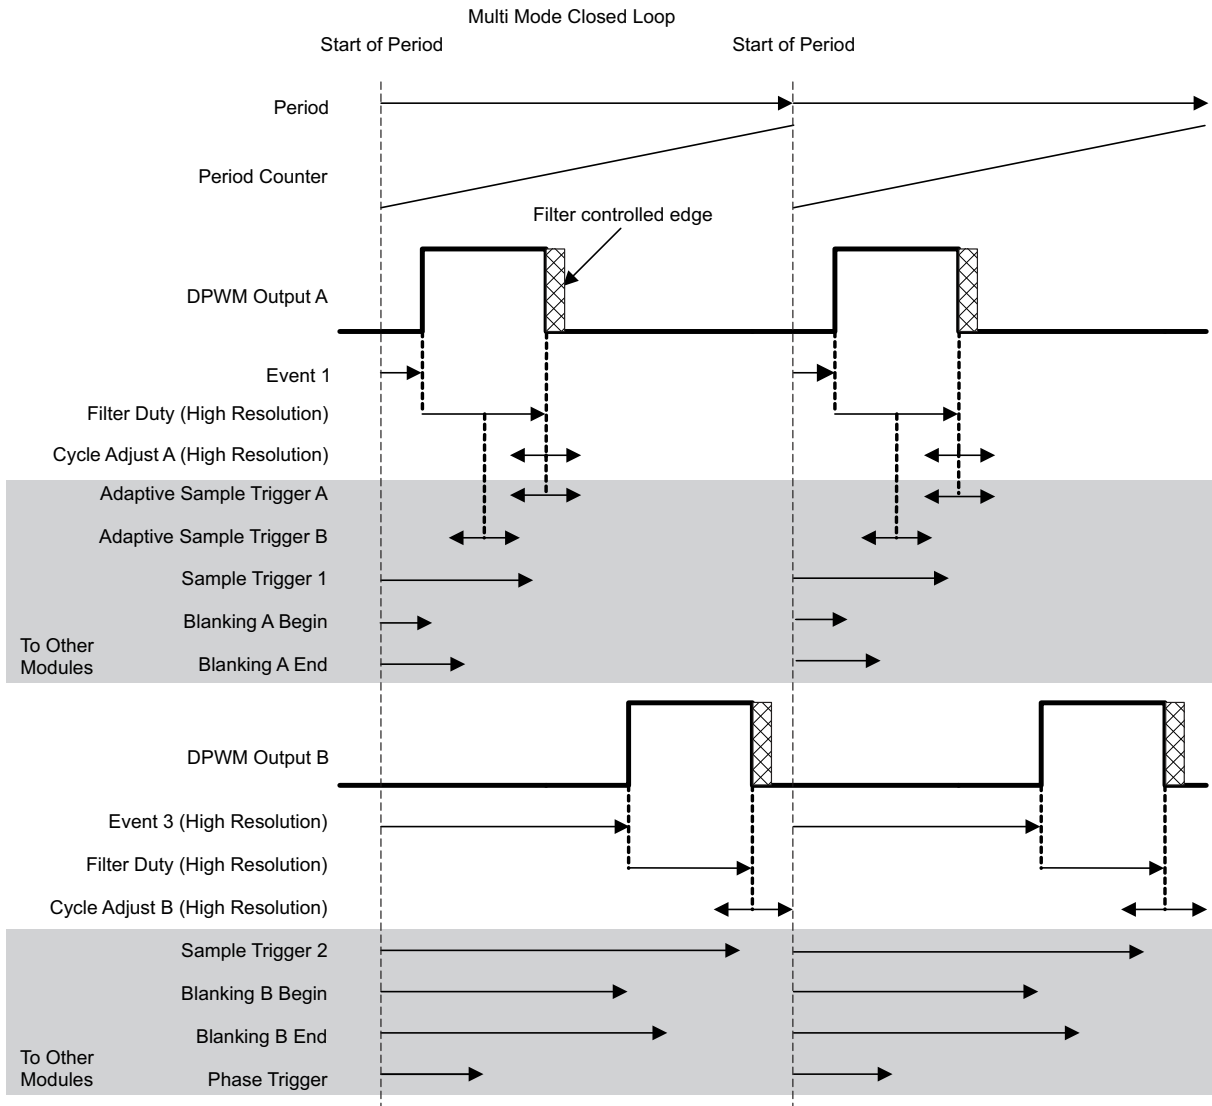 Multi Mode Closed Loop
Start of Period
Start of Period
Period
Period Counter
Filter controlled edge
DPWM Output A
Event 1
Filter Duty (High Resolution)
Cycle Adjust A (High Resolution)
Adaptive Sample Trigger A
Adaptive Sample Trigger B
Sample Trigger 1
Blanking A Begin
To Other
Modules
Blanking A End
DPWM Output B
Event 3 (High Resolution)
Filter Duty (High Resolution)
Cycle Adjust B (High Resolution)
Sample Trigger 2
Blanking B Begin
Blanking B End
To Other
Modules
Phase Trigger